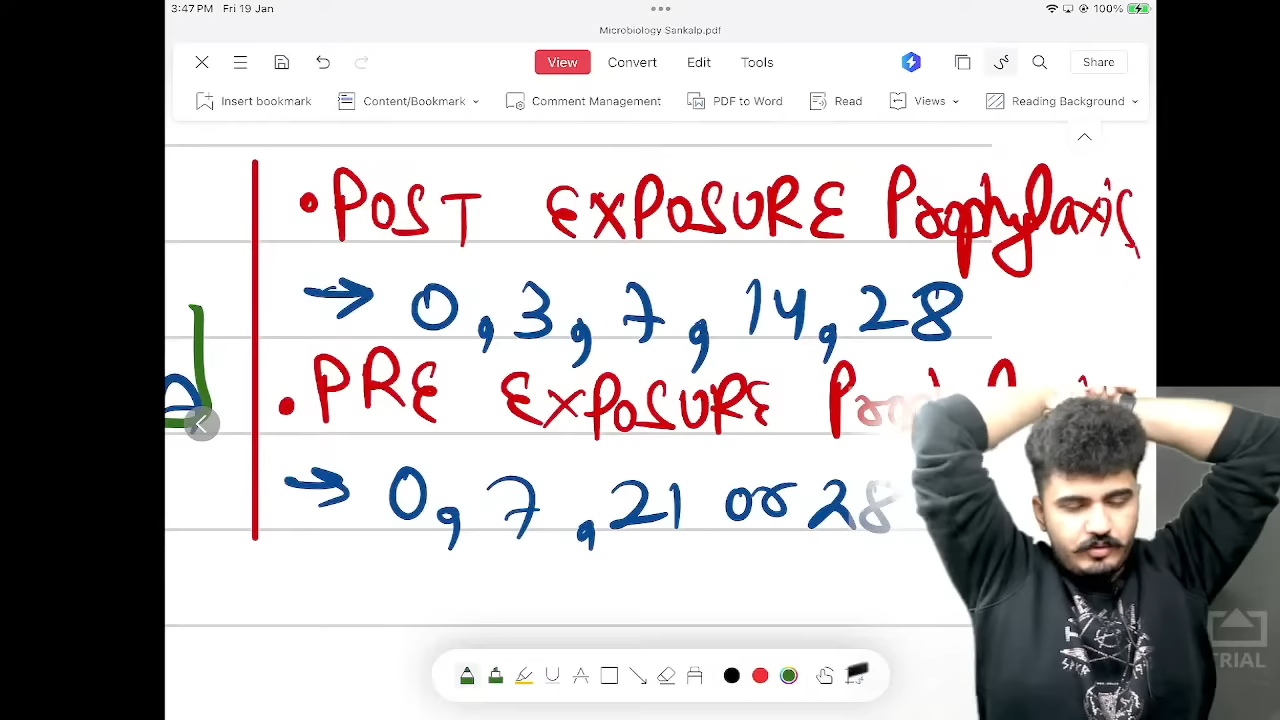 3:47 PM Fri 19 Jan
100%
Microbiology Sankalp.pdf
View Convert Edit Tools Share
Insert bookmark Content/Bookmark Comment Management PDF to Word Read Views Reading Background
• POST EXPOSURE Prophylaxis
→ 0, 3, 7, 14, 28
• PRE EXPOSURE
→ 0, 7, 21 or 28
TRIAL